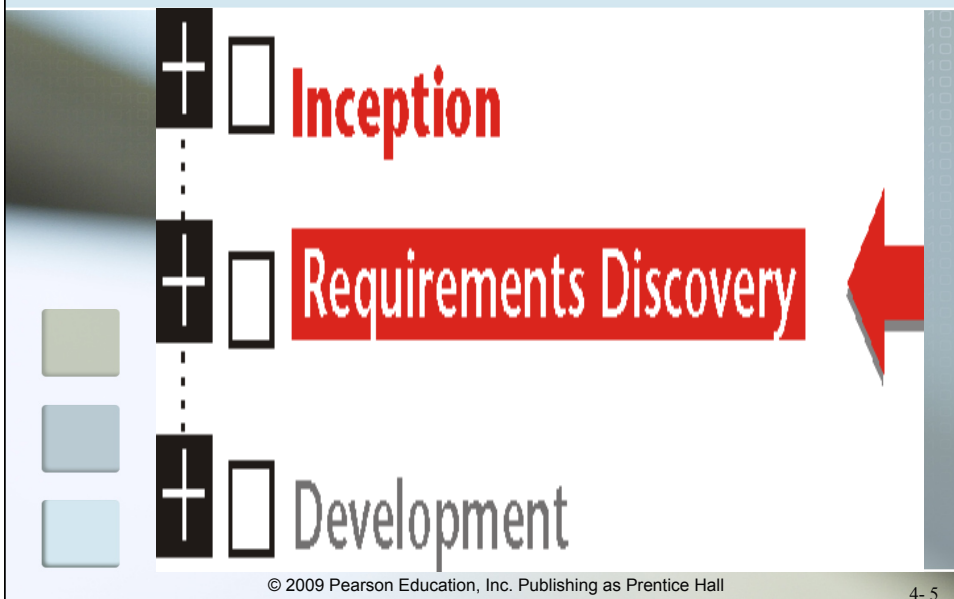 Inception
Requirements Discovery
Development
© 2009 Pearson Education, Inc. Publishing as Prentice Hall
4- 5